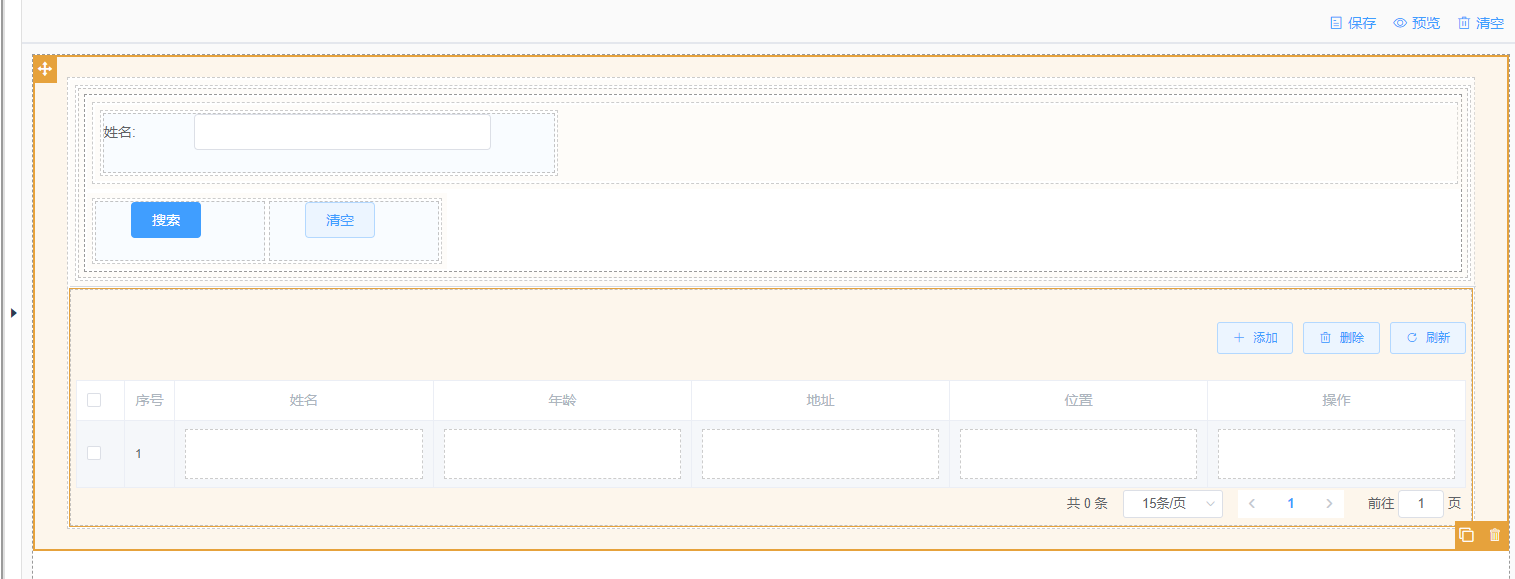 保存 预览 清空
姓名:
搜索 清空
添加 删除 刷新
序号 姓名 年龄 地址 位置 操作
1
共 0 条 15条/页 1 前往 1 页